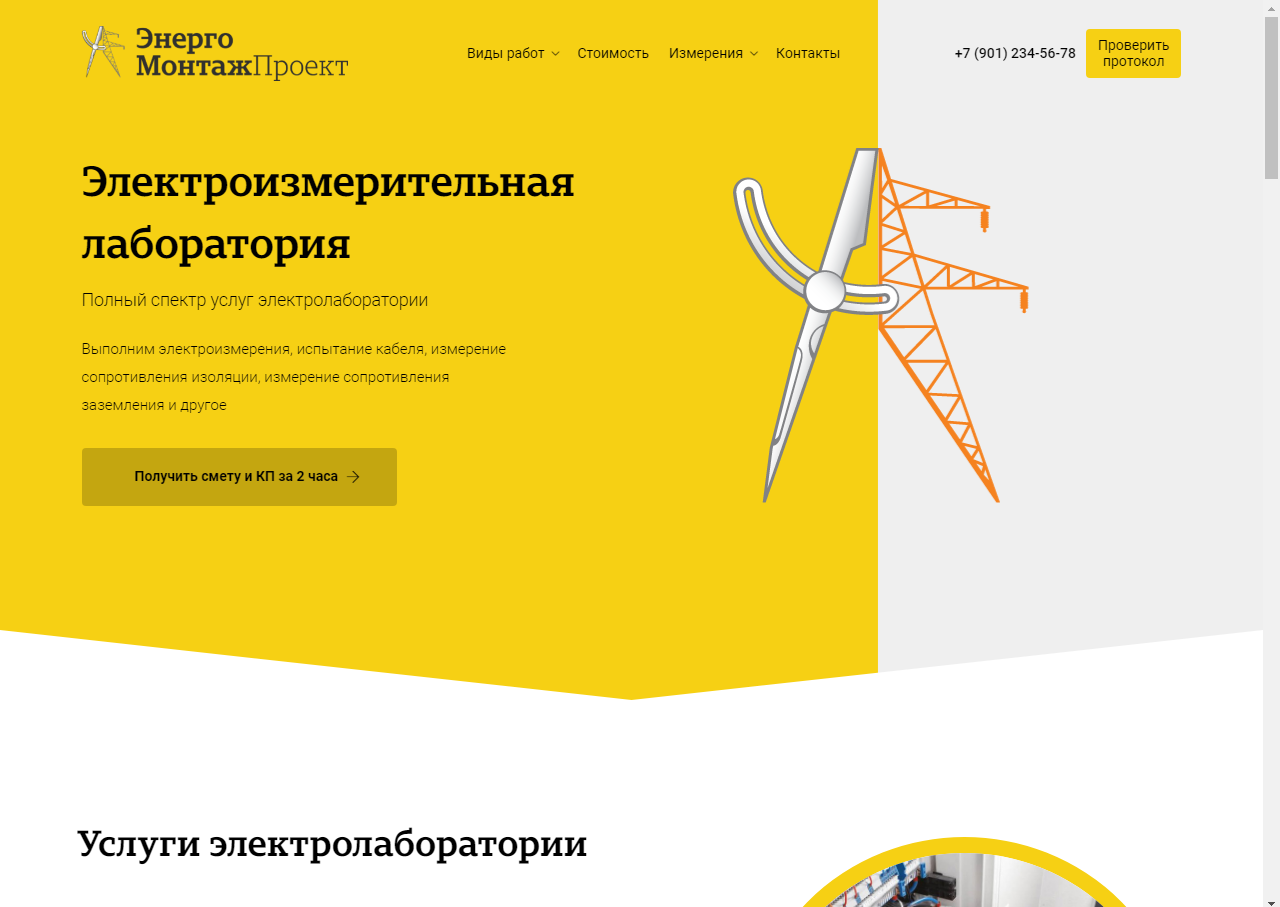 Энерго
МонтажПроект
Виды работ
Стоимость
Измерения
Контакты
+7 (901) 234-56-78
Проверить
протокол
Электроизмерительная
лаборатория
Полный спектр услуг электролаборатории
Выполним электроизмерения, испытание кабеля, измерение
сопротивления изоляции, измерение сопротивления
заземления и другое
Получить смету и КП за 2 часа
Услуги электролаборатории